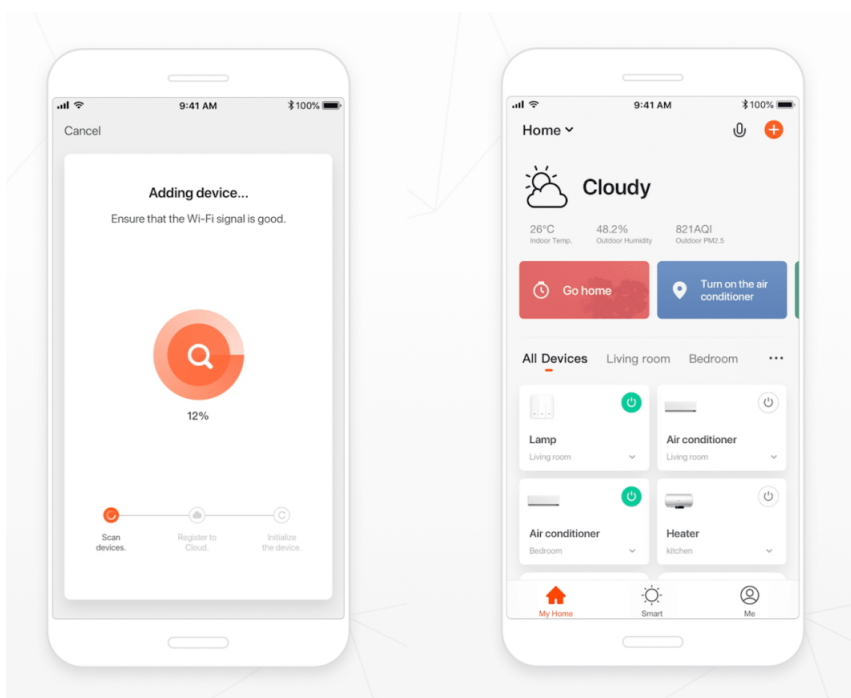 9:41 AM
100%
Cancel
Adding device...
Ensure that the Wi-Fi signal is good.
12%
Scan
devices.
Register to
Cloud.
Initialize
the device.
9:41 AM
100%
Home
Cloudy
26°C
Indoor Temp.
48.2%
Outdoor Humidity
821AQI
Outdoor PM2.5
Go home
Turn on the air
conditioner
All Devices
Living room
Bedroom
...
Lamp
Living room
Air conditioner
Living room
Air conditioner
Bedroom
Heater
kitchen
My Home
Smart
Me